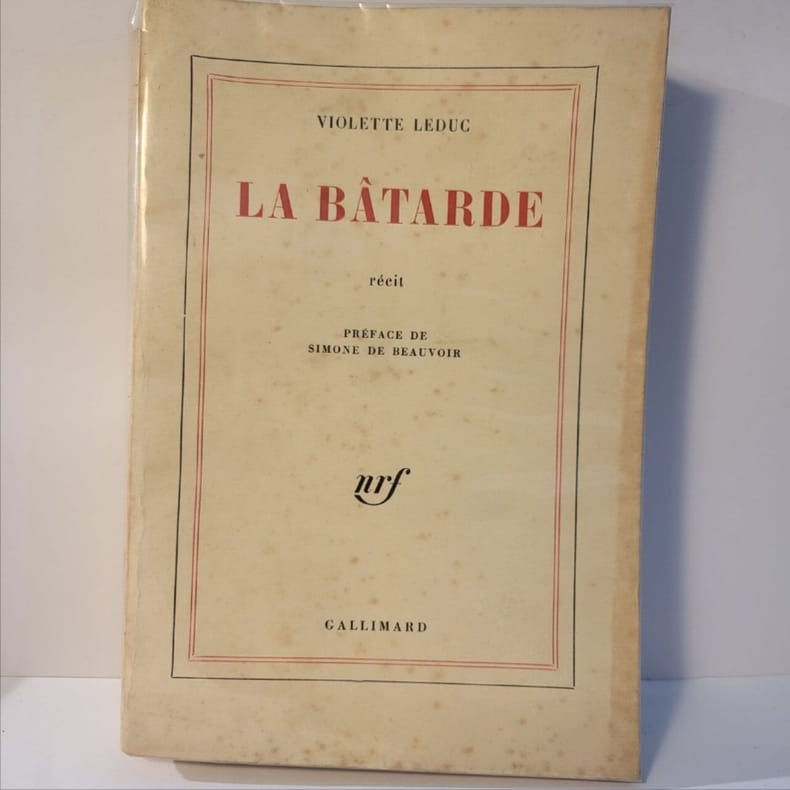 VIOLETTE LEDUC
LA BÂTARDE
récit
PRÉFACE DE
SIMONE DE BEAUVOIR
nrf
GALLIMARD